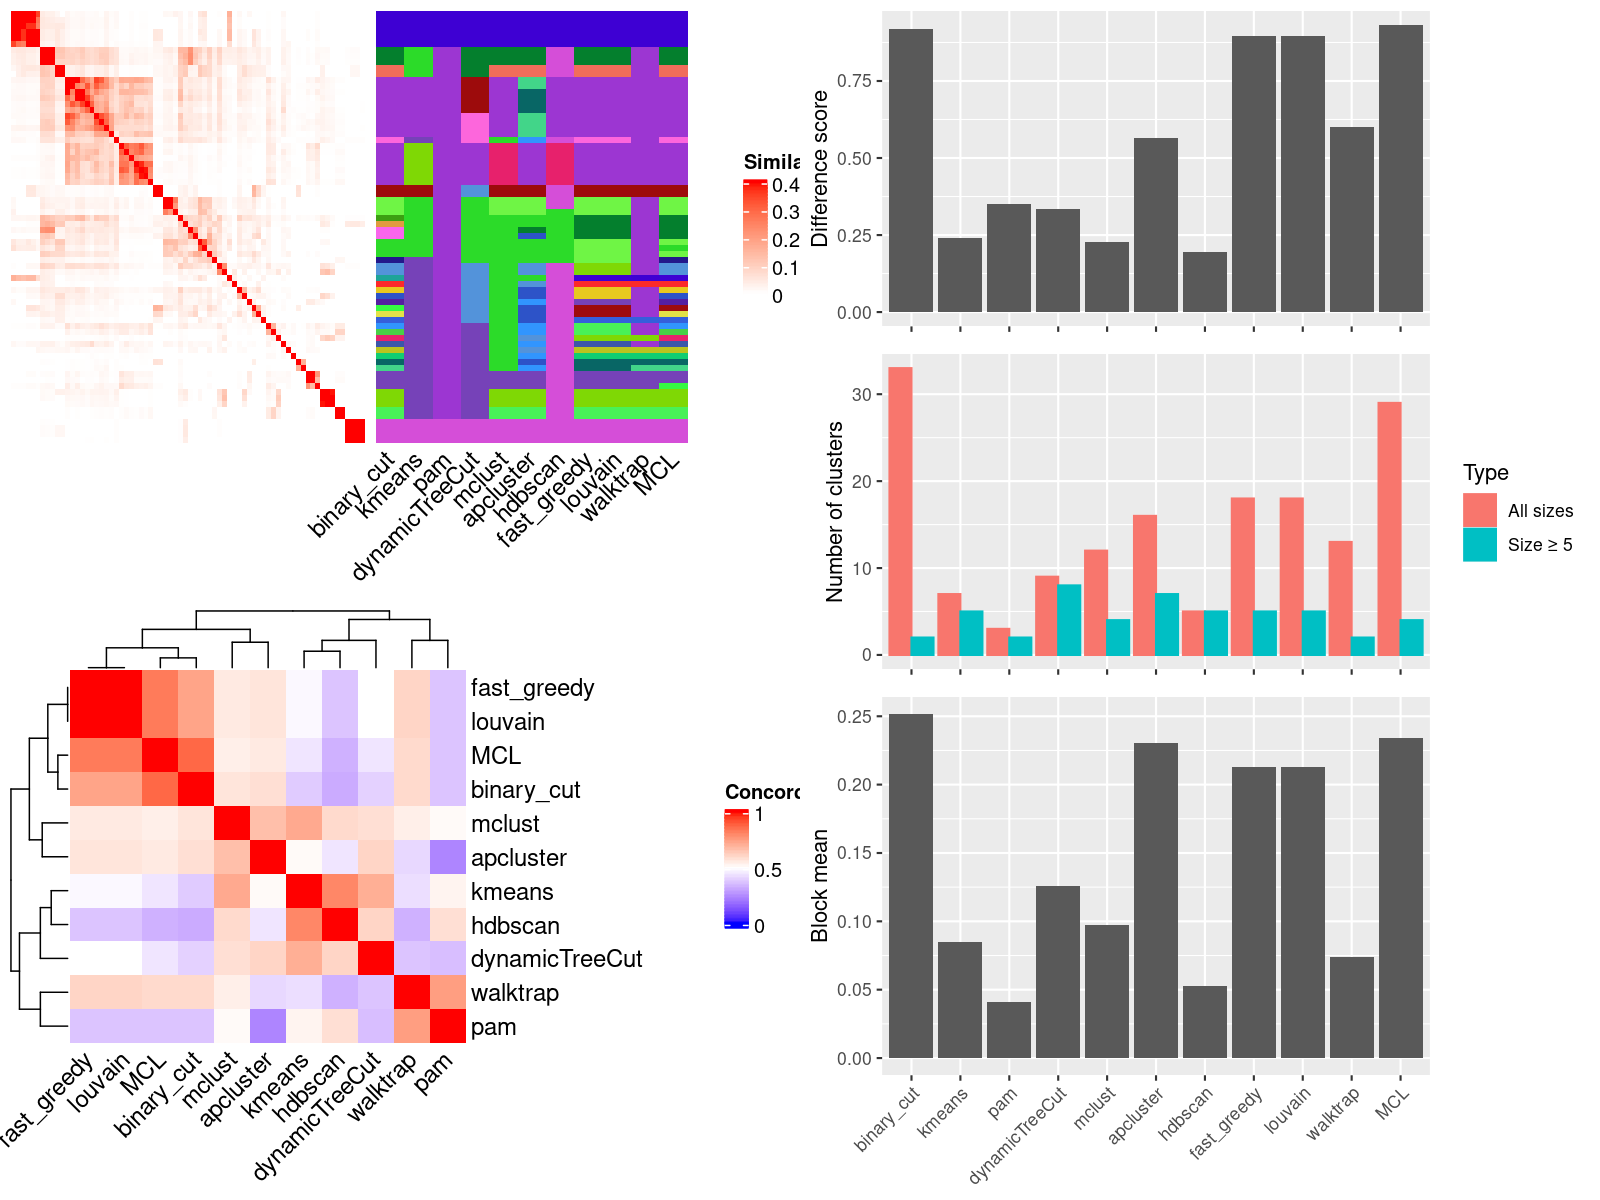 Simila
0.4
0.3
0.2
0.1
0
binary_cut
kmeans
pam
dynamicTreeCut
mclust
apcluster
hdbscan
fast_greedy
louvain
walktrap
MCL
Difference score
0.75
0.50
0.25
0.00
Number of clusters
30
20
10
0
Type
All sizes
Size ≥ 5
Block mean
0.25
0.20
0.15
0.10
0.05
0.00
binary_cut
kmeans
pam
dynamicTreeCut
mclust
apcluster
hdbscan
fast_greedy
louvain
walktrap
MCL
fast_greedy
louvain
MCL
binary_cut
mclust
apcluster
kmeans
hdbscan
dynamicTreeCut
walktrap
pam
fast_greedy
louvain
MCL
binary_cut
mclust
apcluster
kmeans
hdbscan
dynamicTreeCut
walktrap
pam
Concord
1
0.5
0